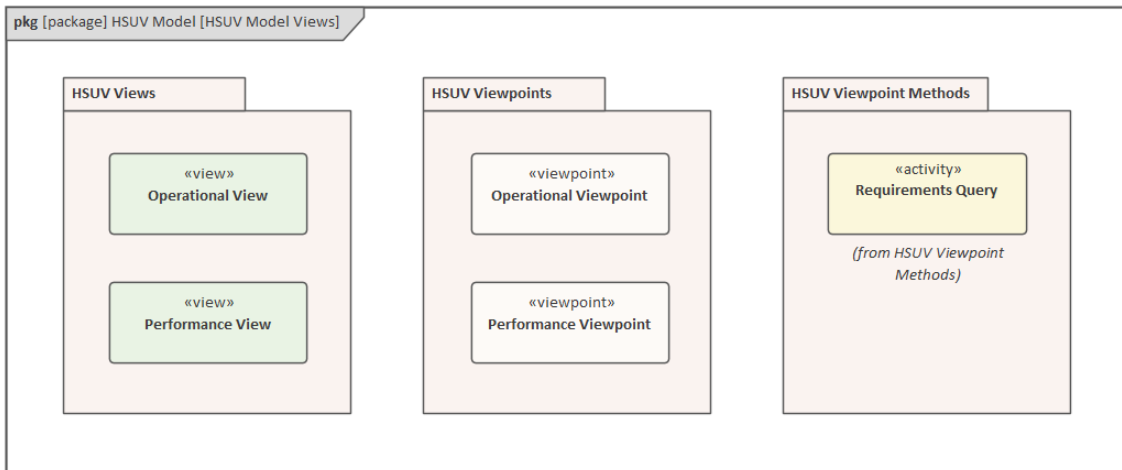 pkg [package] HSUV Model [HSUV Model Views]
HSUV Views
«view»
Operational View
«view»
Performance View
HSUV Viewpoints
«viewpoint»
Operational Viewpoint
«viewpoint»
Performance Viewpoint
HSUV Viewpoint Methods
«activity»
Requirements Query
(from HSUV Viewpoint
Methods)